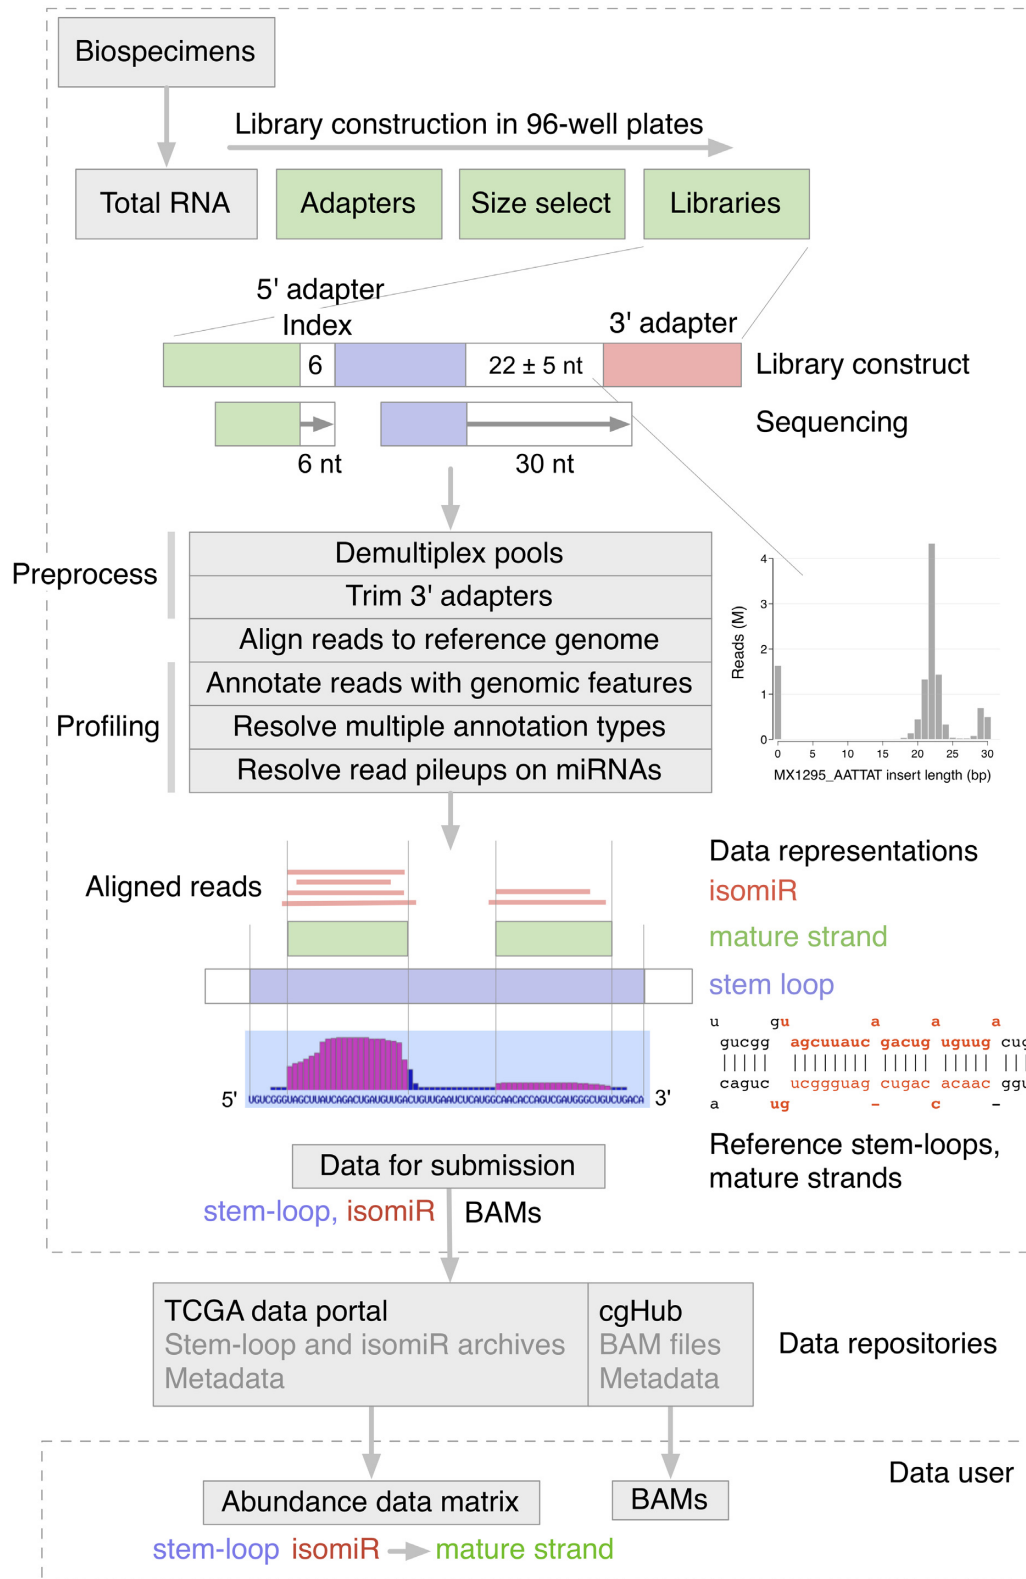 Biospecimens
Library construction in 96-well plates
Total RNA
Adapters
Size select
Libraries
5' adapter
Index
3' adapter
6
22 ± 5 nt
Library construct
Sequencing
6 nt
30 nt
Preprocess
Demultiplex pools
Trim 3' adapters
Align reads to reference genome
Profiling
Annotate reads with genomic features
Resolve multiple annotation types
Resolve read pileups on miRNAs
Reads (M)
4
3
2
1
0
0 5 10 15 20 25 30
MX1295_AATTAT insert length (bp)
Aligned reads
Data representations
isomiR
mature strand
stem loop
u gu a a a
gucgg agcuuauc gacug uguug cug
caguc ucggguag cugac acaac ggu
a ug – c –
5' UGUCGGGUAGCUUAUCAGACUGAUGUUGACUGUUGAAUCUCAUGGCAACACCAGUCGAUGGGCUGUCUGACA 3'
Reference stem-loops,
mature strands
Data for submission
stem-loop, isomiR BAMs
TCGA data portal
Stem-loop and isomiR archives
Metadata
cgHub
BAM files
Metadata
Data repositories
Data user
Abundance data matrix
BAMs
stem-loop isomiR mature strand